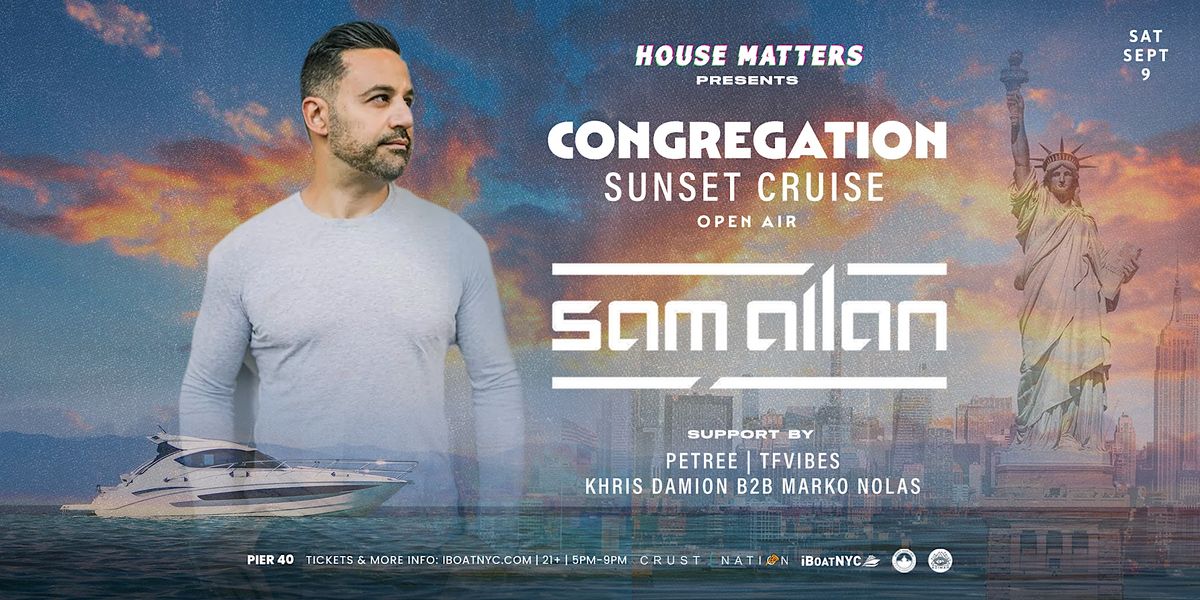 SAT
SEPT
9
HOUSE MATTERS
PRESENTS
CONGREGATION
SUNSET CRUISE
OPEN AIR
sam allan
SUPPORT BY
PETREE | TFVIBES
KHRIS DAMION B2B MARKO NOLAS
PIER 40 TICKETS & MORE INFO: IBOATNYC.COM | 21+ | 5PM-9PM CRUST NATION iBOATNYC